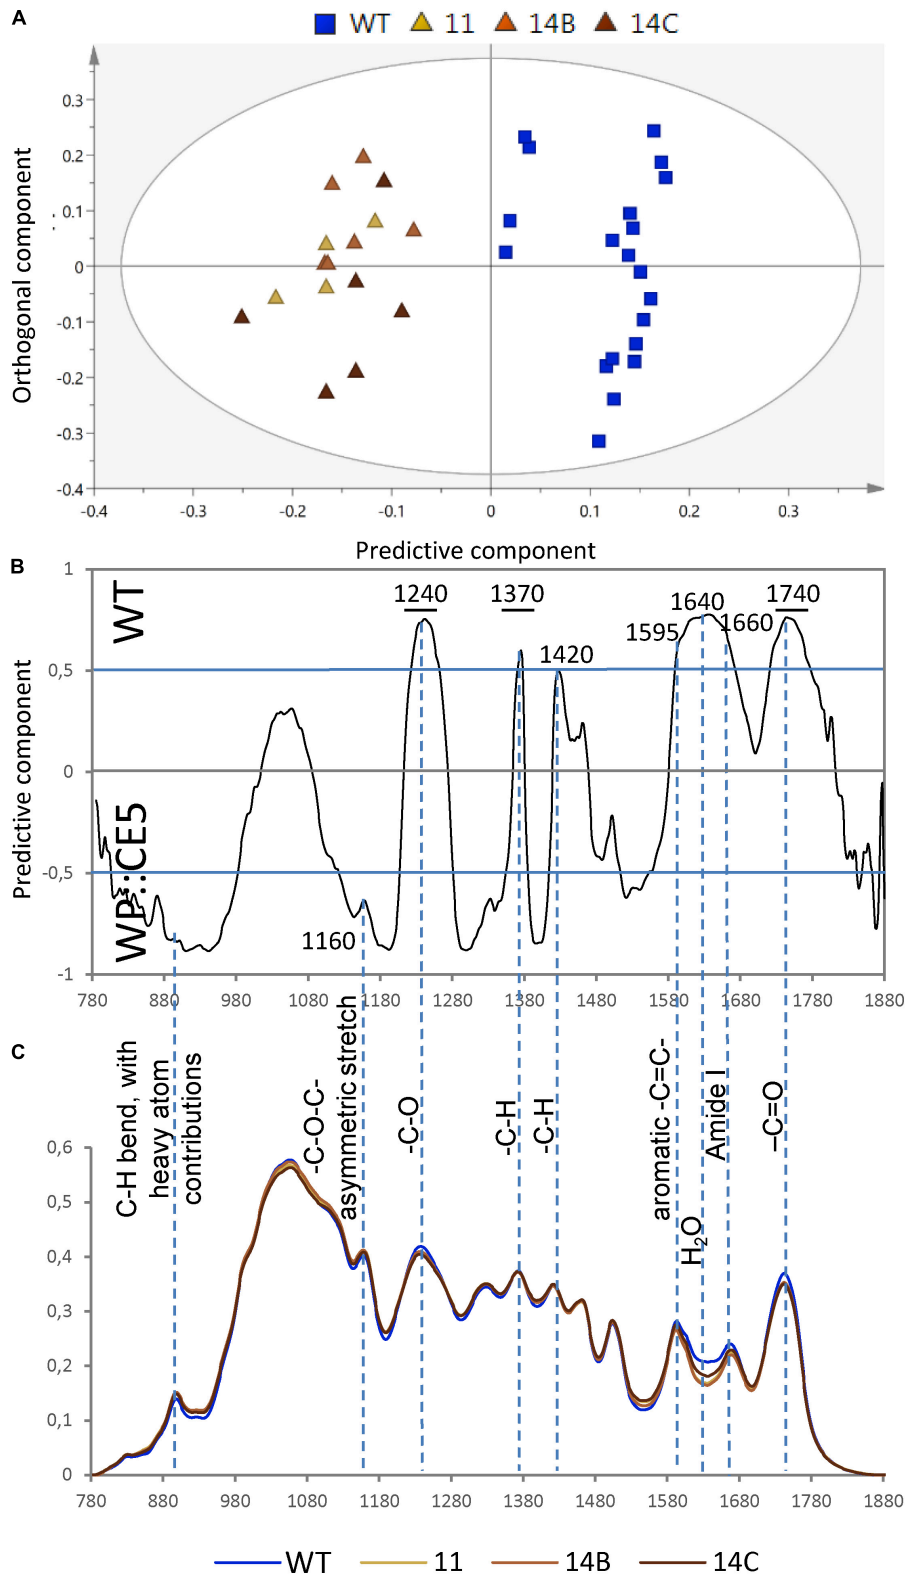 A
WT 11 14B 14C
0.3
0.2
0.1
0
-0.1
-0.2
-0.3
-0.4
Orthogonal component
-0.4 -0.3 -0.2 -0.1 0 0.1 0.2 0.3
Predictive component
B
1
0,5
0
-0,5
-1
Predictive component
WT
WP::CE5
1240
1370
1420
1595
1640
1660
1740
1160
780 880 980 1080 1180 1280 1380 1480 1580 1680 1780 1880
C
C-H bend, with
heavy atom
contributions
-C-O-C-
asymmetric stretch
-C-O
-C-H
-C-H
aromatic -C=C-
H₂O
Amide I
–C=O
0,6
0,5
0,4
0,3
0,2
0,1
0
780 880 980 1080 1180 1280 1380 1480 1580 1680 1780 1880
WT 11 14B 14C